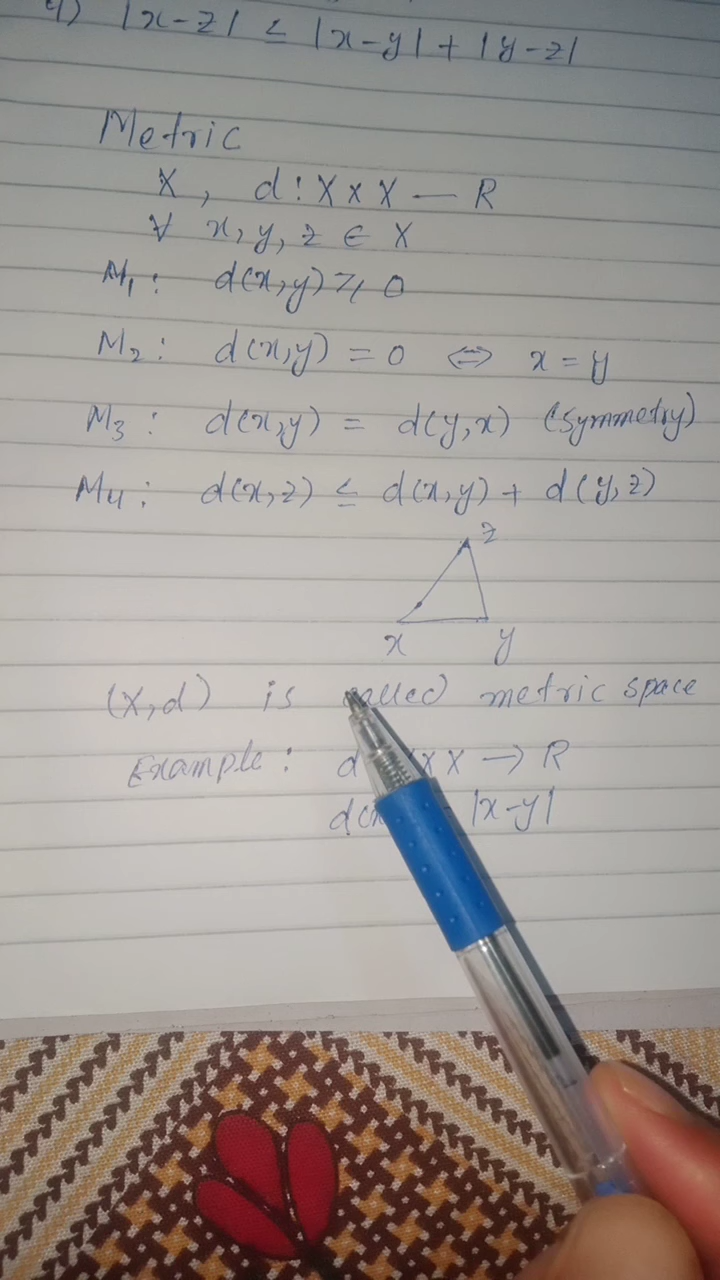 4) |x-z| ≤ |x-y| + |y-z|
Metric
X, d: X x X — R
∀ x, y, z ∈ X
M₁: d(x,y) ≥ 0
M₂: d(x,y) = 0 ⇔ x = y
M₃: d(x,y) = d(y,x) (Symmetry)
M₄: d(x,z) ≤ d(x,y) + d(y,z)
z
x y
(X,d) is called metric space
Example: d x X → R
d(x |x-y|